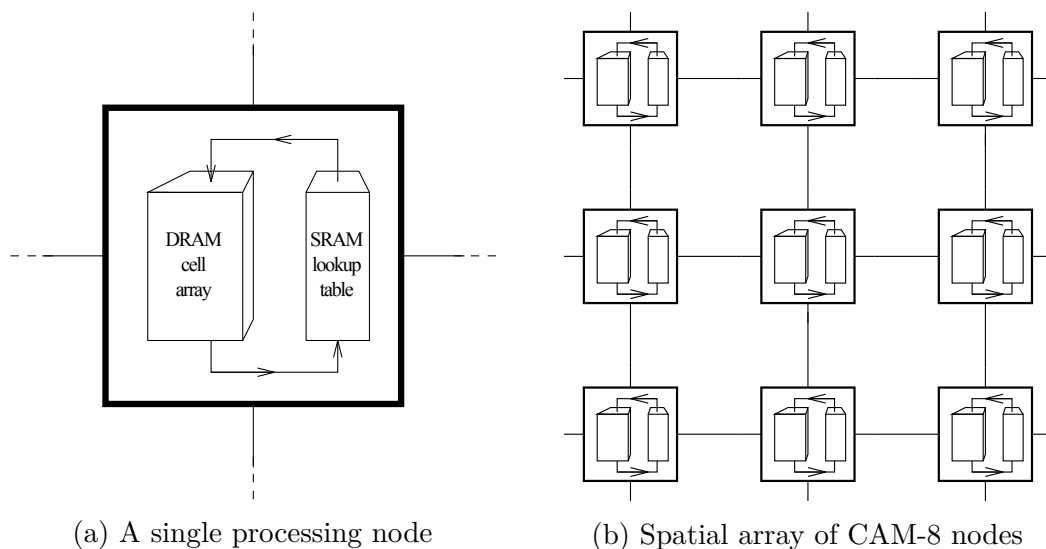 DRAM
cell
array
SRAM
lookup
table
(a) A single processing node
(b) Spatial array of CAM-8 nodes